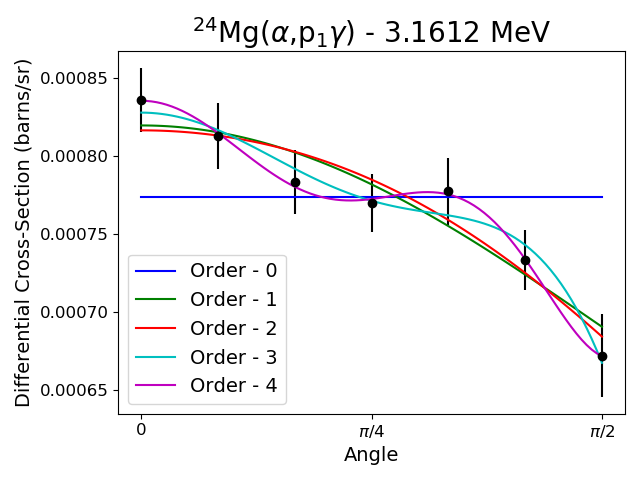 ²⁴Mg(α,p₁γ) - 3.1612 MeV
Differential Cross-Section (barns/sr)
0.00085
0.00080
0.00075
0.00070
0.00065
Order - 0
Order - 1
Order - 2
Order - 3
Order - 4
0
π/4
π/2
Angle